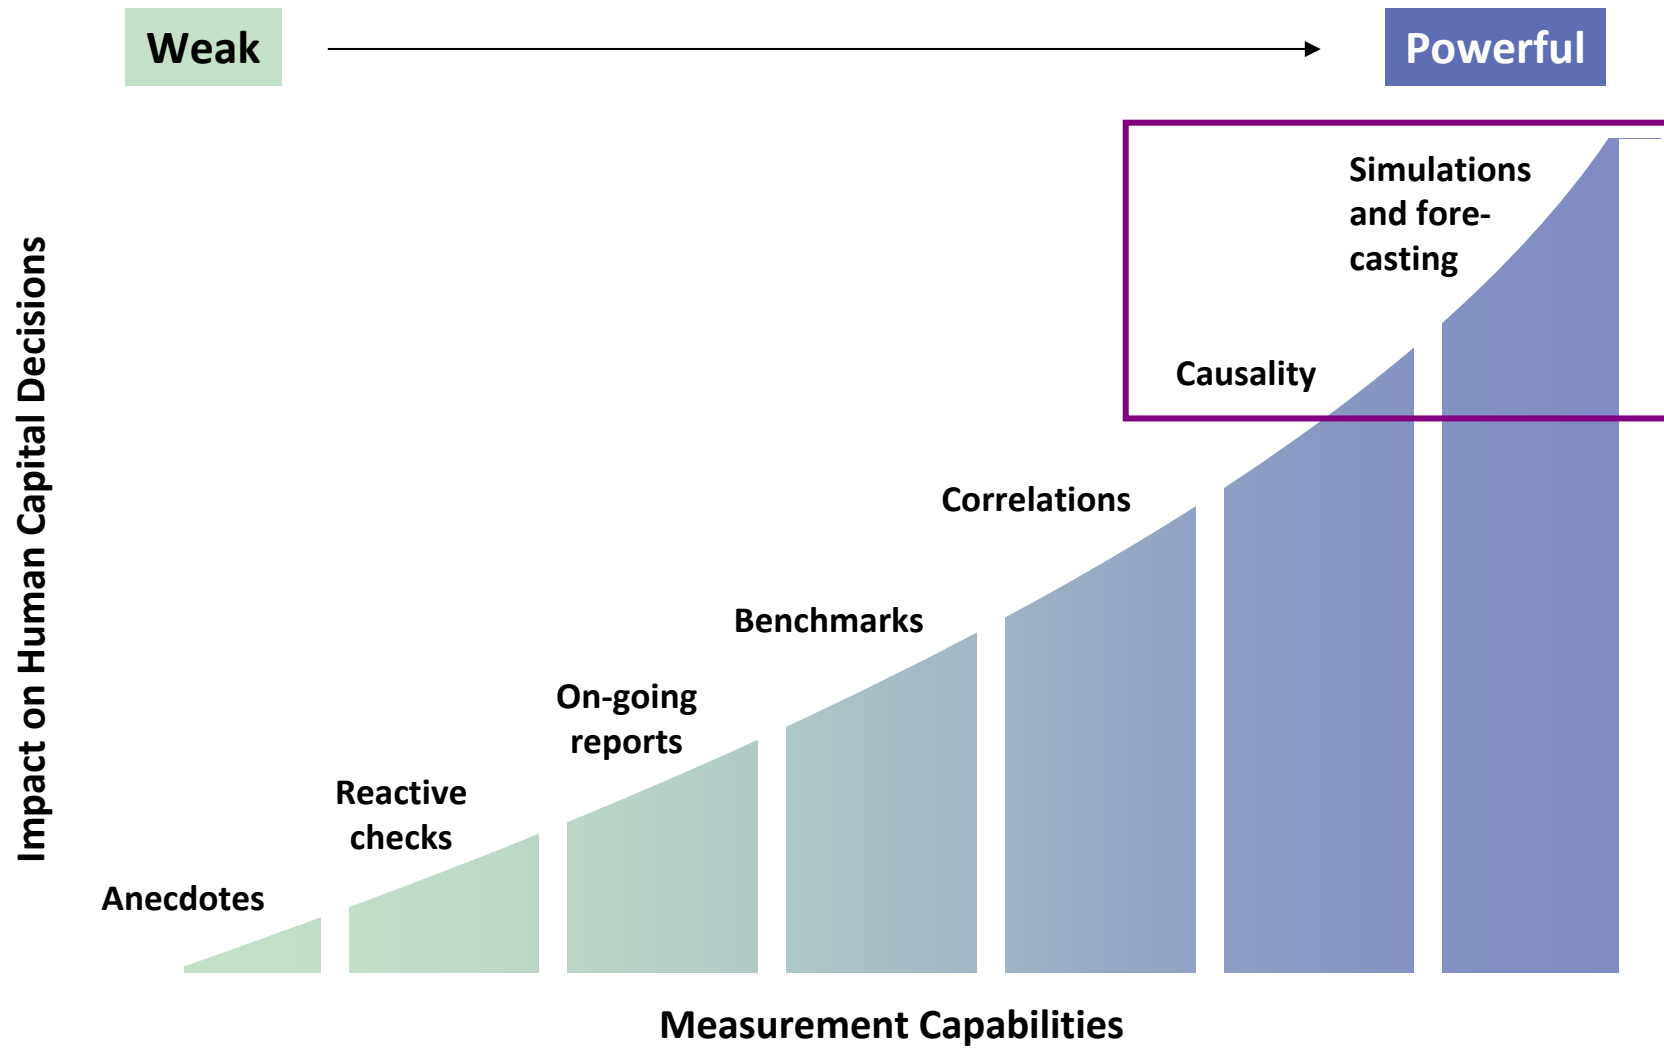 Weak
Powerful
Simulations
and fore-
casting
Causality
Correlations
Benchmarks
On-going
reports
Reactive
checks
Anecdotes
Impact on Human Capital Decisions
Measurement Capabilities